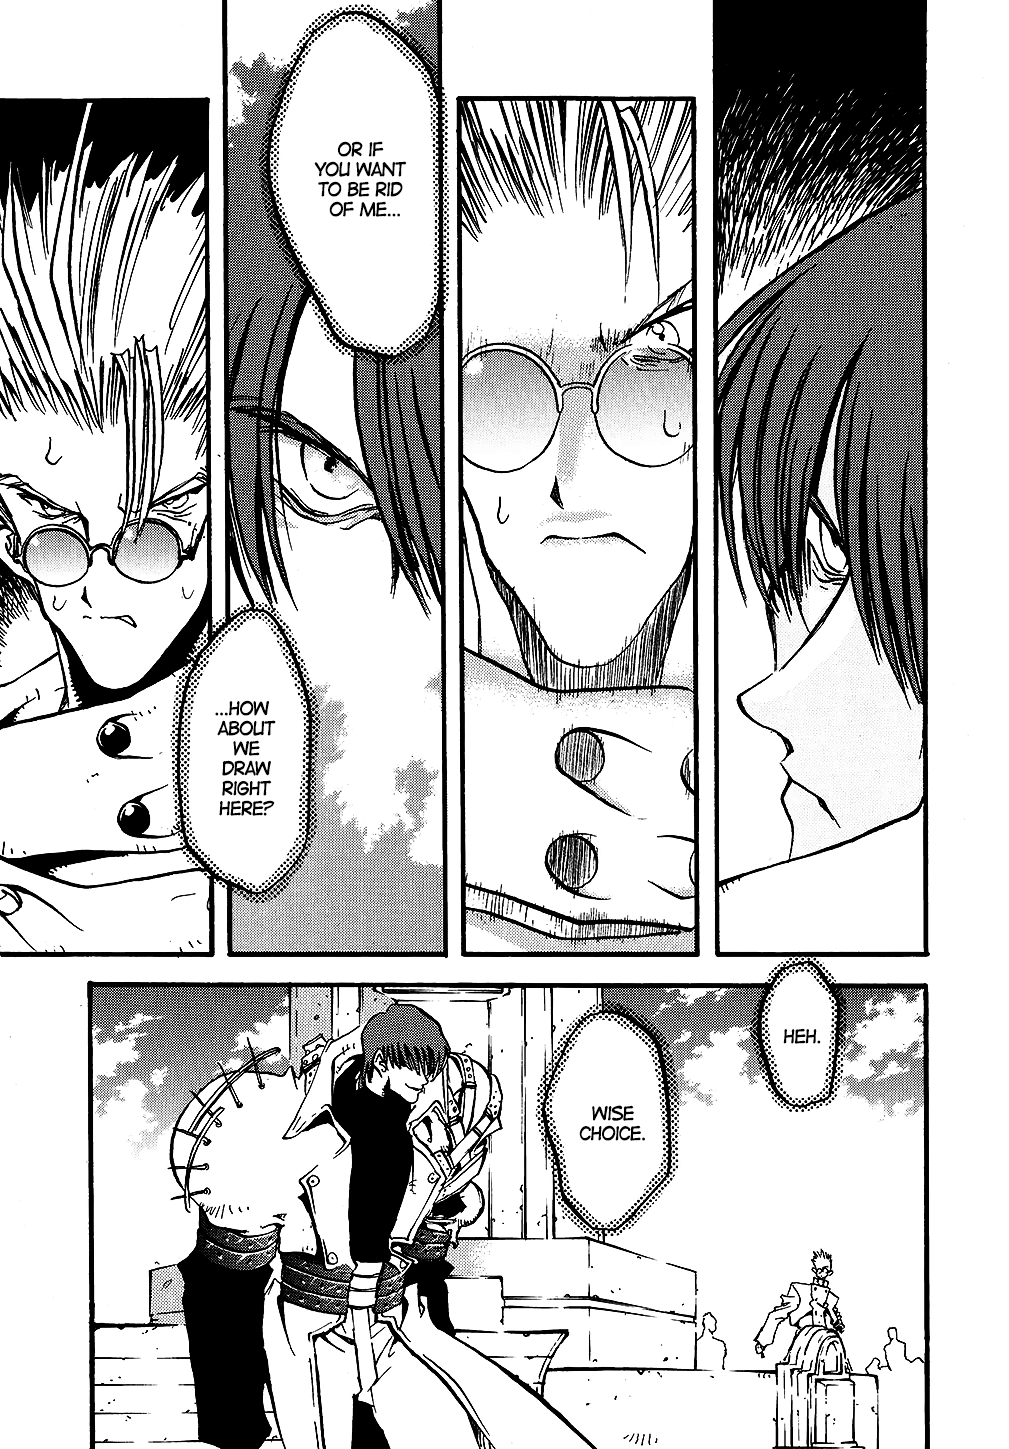 OR IF
YOU WANT
TO BE RID
OF ME...
...HOW
ABOUT
WE
DRAW
RIGHT
HERE?
HEH.
WISE
CHOICE.